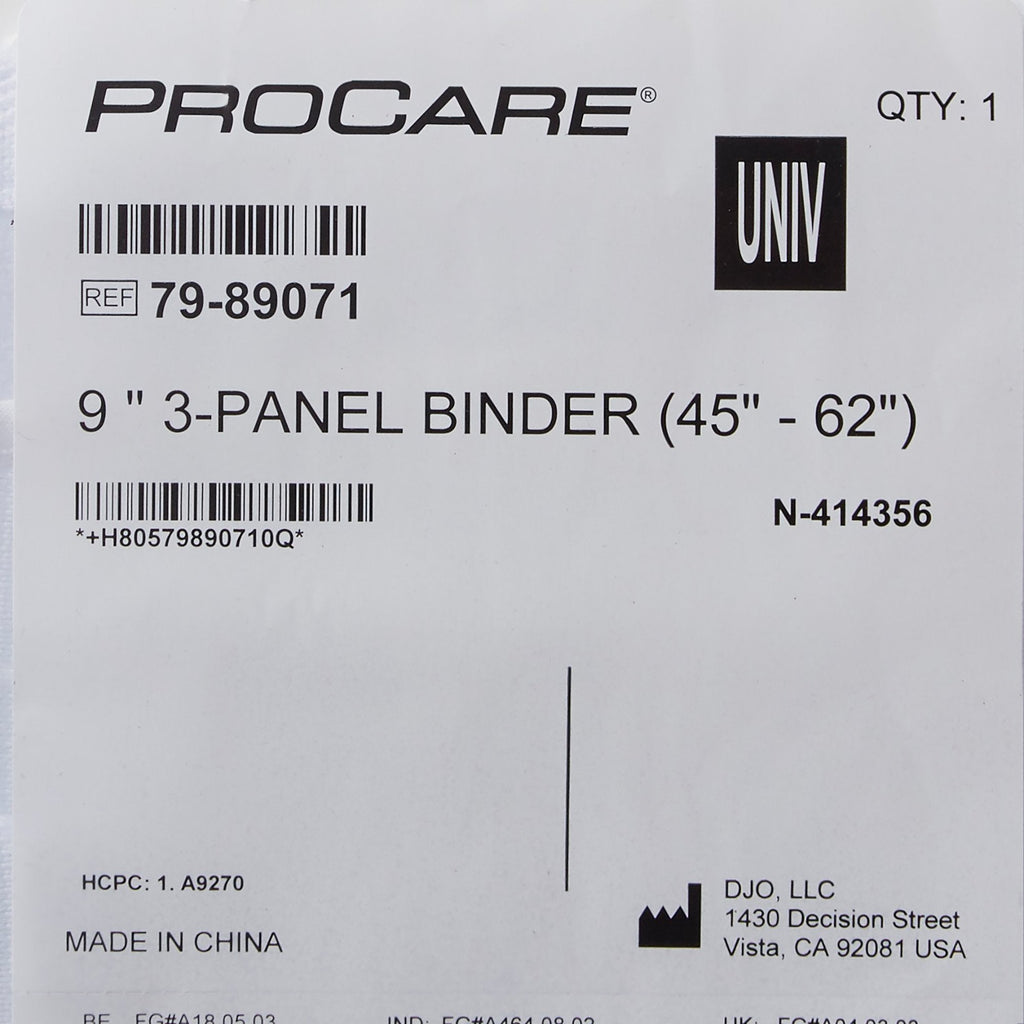 PROCARE®
QTY: 1
UNIV
REF 79-89071
9 " 3-PANEL BINDER (45" - 62")
*+H80579890710Q*
N-414356
HCPC: 1. A9270
MADE IN CHINA
DJO, LLC
1430 Decision Street
Vista, CA 92081 USA